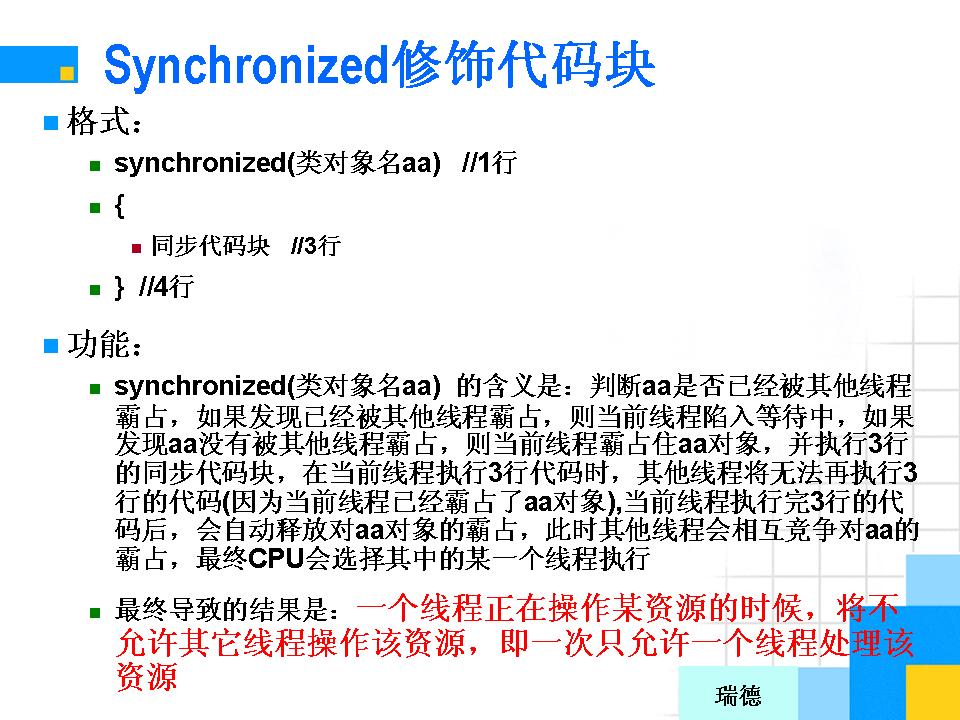 Synchronized修饰代码块
格式：
synchronized(类对象名aa) //1行
{
同步代码块 //3行
} //4行
功能：
synchronized(类对象名aa) 的含义是：判断aa是否已经被其他线程
霸占，如果发现已经被其他线程霸占，则当前线程陷入等待中，如果
发现aa没有被其他线程霸占，则当前线程霸占住aa对象，并执行3行
的同步代码块，在当前线程执行3行代码时，其他线程将无法再执行3
行的代码(因为当前线程已经霸占了aa对象),当前线程执行完3行的代
码后，会自动释放对aa对象的霸占，此时其他线程会相互竞争对aa的
霸占，最终CPU会选择其中的某一个线程执行
最终导致的结果是：一个线程正在操作某资源的时候，将不
允许其它线程操作该资源，即一次只允许一个线程处理该
资源
瑞德